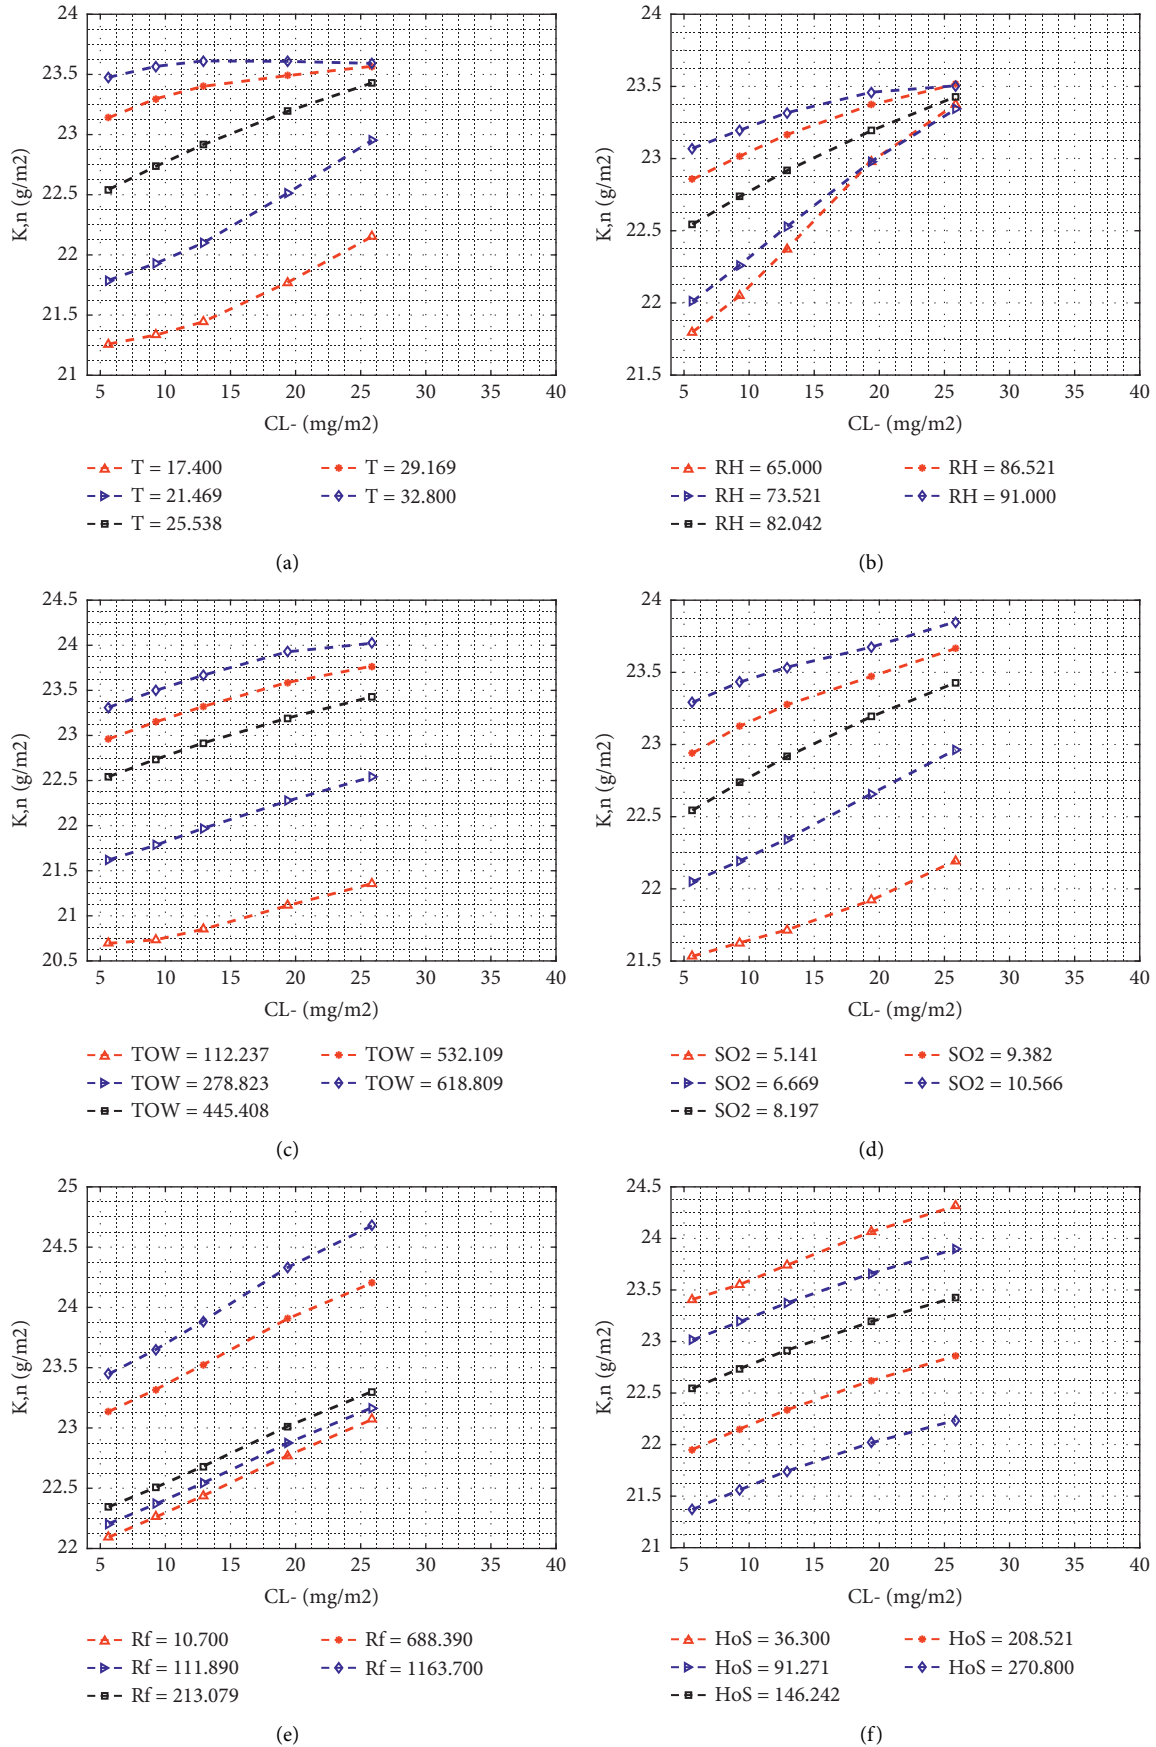 24
23.5
23
22.5
22
21.5
21
K,n (g/m2)
5 10 15 20 25 30 35 40
CL- (mg/m2)
T = 17.400
T = 21.469
T = 25.538
T = 29.169
T = 32.800
(a)
24
23.5
23
22.5
22
21.5
K,n (g/m2)
5 10 15 20 25 30 35 40
CL- (mg/m2)
RH = 65.000
RH = 73.521
RH = 82.042
RH = 86.521
RH = 91.000
(b)
24.5
24
23.5
23
22.5
22
21.5
21
20.5
K,n (g/m2)
5 10 15 20 25 30 35 40
CL- (mg/m2)
TOW = 112.237
TOW = 278.823
TOW = 445.408
TOW = 532.109
TOW = 618.809
(c)
24
23.5
23
22.5
22
21.5
K,n (g/m2)
5 10 15 20 25 30 35 40
CL- (mg/m2)
SO2 = 5.141
SO2 = 6.669
SO2 = 8.197
SO2 = 9.382
SO2 = 10.566
(d)
25
24.5
24
23.5
23
22.5
22
K,n (g/m2)
5 10 15 20 25 30 35 40
CL- (mg/m2)
Rf = 10.700
Rf = 111.890
Rf = 213.079
Rf = 688.390
Rf = 1163.700
(e)
24.5
24
23.5
23
22.5
22
21.5
21
K,n (g/m2)
5 10 15 20 25 30 35 40
CL- (mg/m2)
HoS = 36.300
HoS = 91.271
HoS = 146.242
HoS = 208.521
HoS = 270.800
(f)